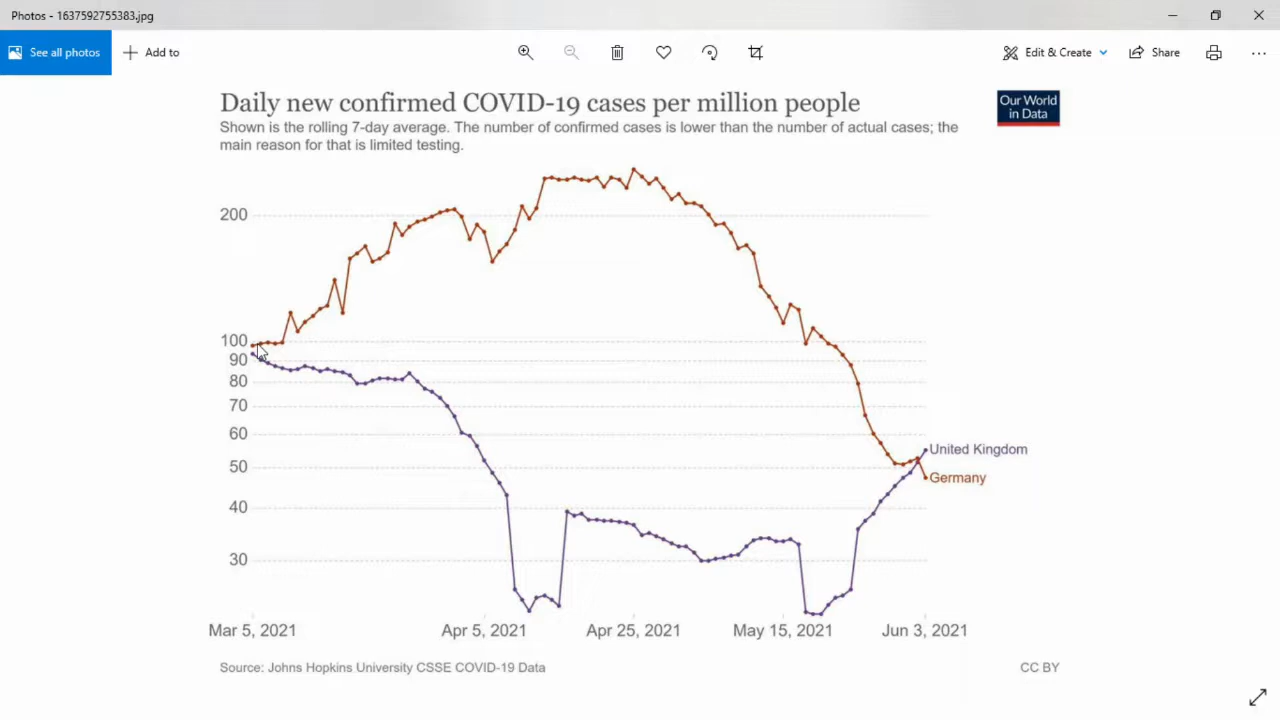 Photos - 1637592755383.jpg
See all photos
Add to
Edit & Create
Share
Daily new confirmed COVID-19 cases per million people
Our World
in Data
Shown is the rolling 7-day average. The number of confirmed cases is lower than the number of actual cases; the
main reason for that is limited testing.
200
100
90
80
70
60
50
40
30
United Kingdom
Germany
Mar 5, 2021
Apr 5, 2021
Apr 25, 2021
May 15, 2021
Jun 3, 2021
Source: Johns Hopkins University CSSE COVID-19 Data
CC BY